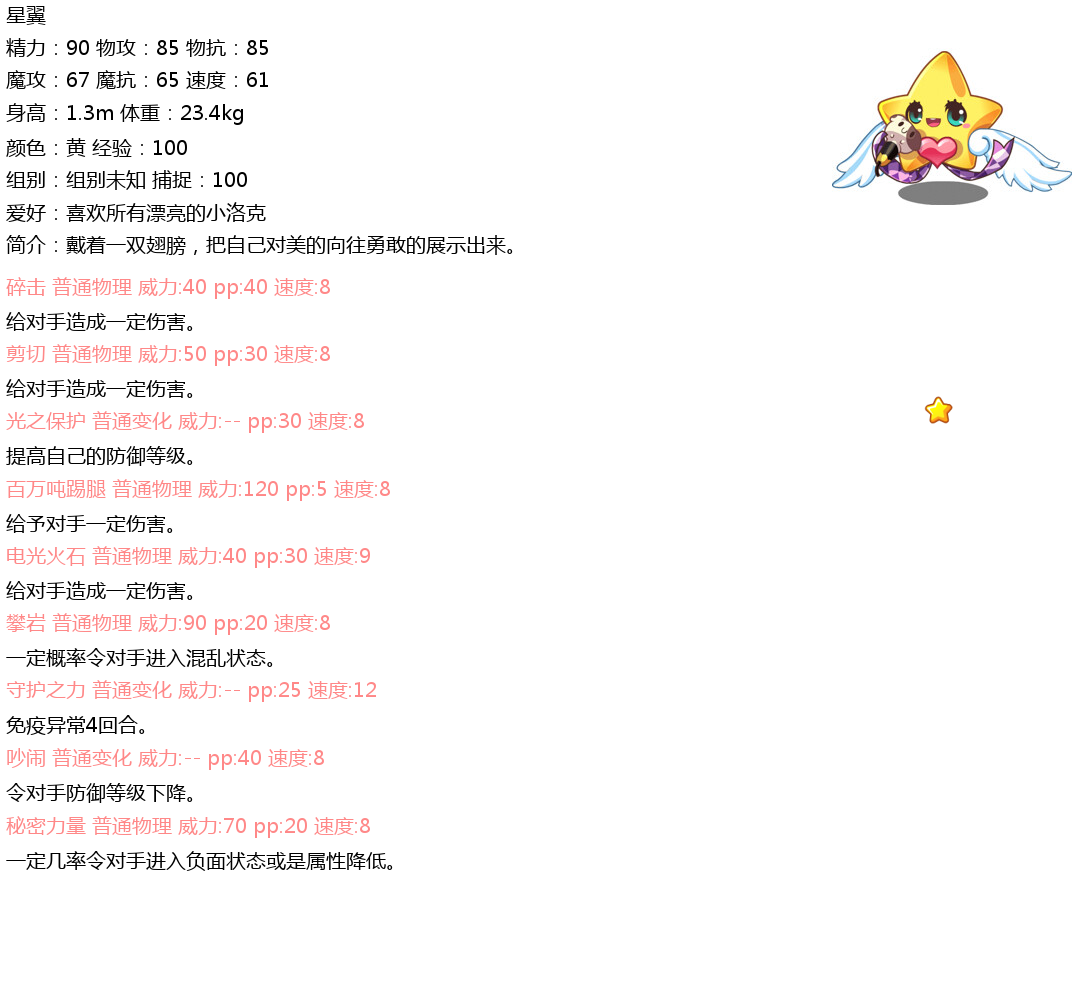 星翼
精力：90 物攻：85 物抗：85
魔攻：67 魔抗：65 速度：61
身高：1.3m 体重：23.4kg
颜色：黄 经验：100
组别：组别未知 捕捉：100
爱好：喜欢所有漂亮的小洛克
简介：戴着一双翅膀，把自己对美的向往勇敢的展示出来。
碎击 普通物理 威力:40 pp:40 速度:8
给对手造成一定伤害。
剪切 普通物理 威力:50 pp:30 速度:8
给对手造成一定伤害。
光之保护 普通变化 威力:-- pp:30 速度:8
提高自己的防御等级。
百万吨踢腿 普通物理 威力:120 pp:5 速度:8
给予对手一定伤害。
电光火石 普通物理 威力:40 pp:30 速度:9
给对手造成一定伤害。
攀岩 普通物理 威力:90 pp:20 速度:8
一定概率令对手进入混乱状态。
守护之力 普通变化 威力:-- pp:25 速度:12
免疫异常4回合。
吵闹 普通变化 威力:-- pp:40 速度:8
令对手防御等级下降。
秘密力量 普通物理 威力:70 pp:20 速度:8
一定几率令对手进入负面状态或是属性降低。